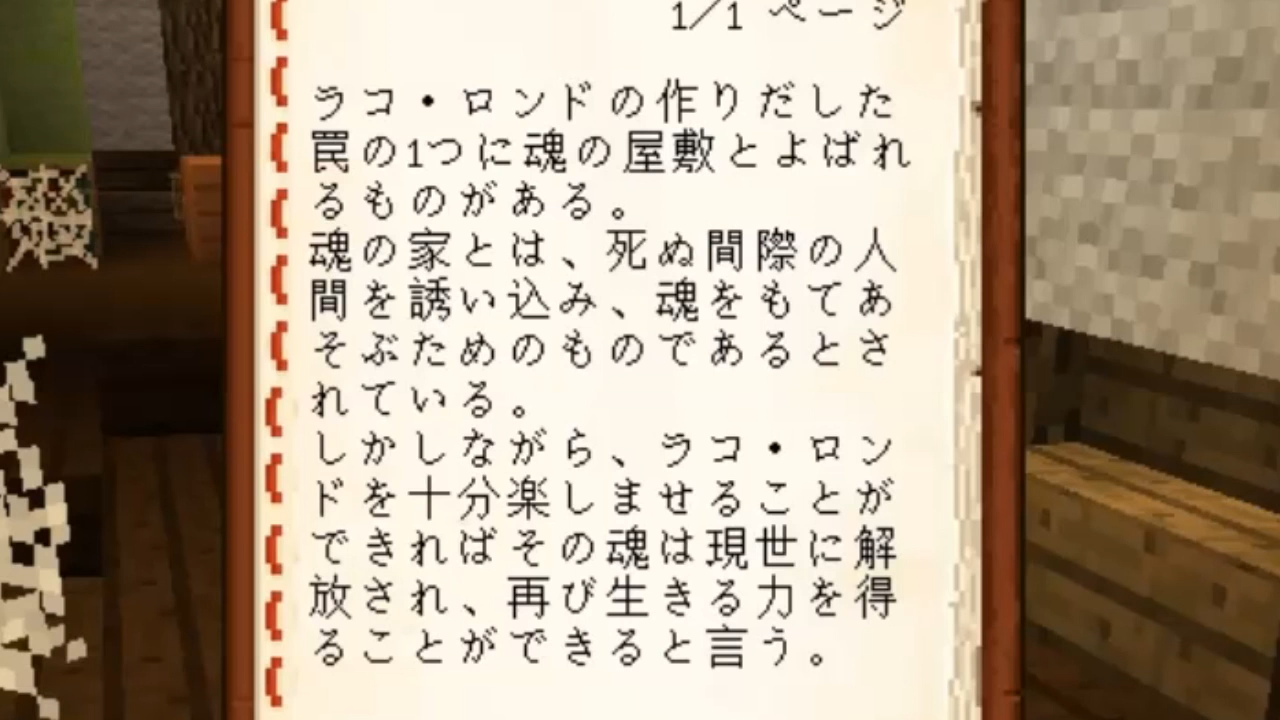 1/1 ページ
ラコ・ロンドの作りだした
罠の1つに魂の屋敷とよばれ
るものがある。
魂の家とは、死ぬ間際の人
間を誘い込み、魂をもてあ
そぶためのものであるとさ
れている。
しかしながら、ラコ・ロン
ドを十分楽しませることが
できればその魂は現世に解
放され、再び生きる力を得
ることができると言う。